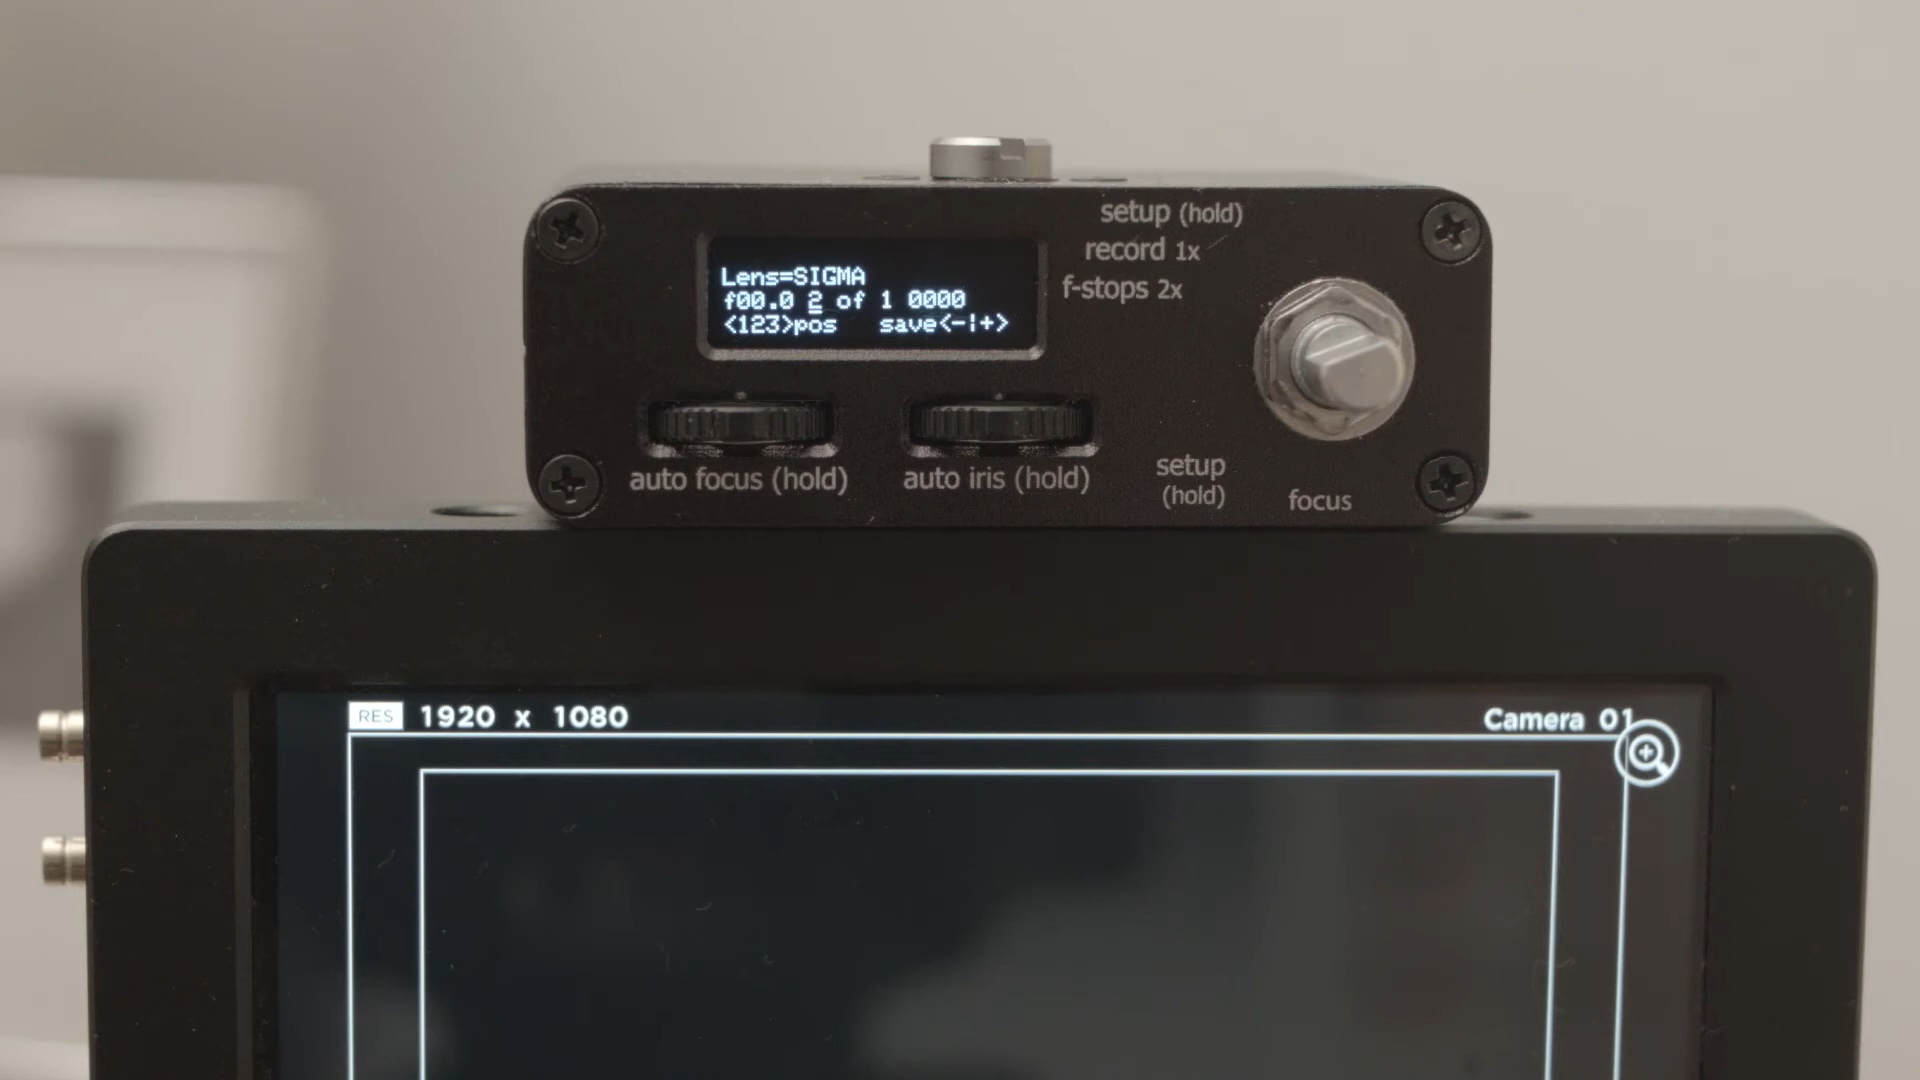 setup (hold)
record 1x
f-stops 2x
Lens=SIGMA
f00.0 2 of 1 0000
<123>pos save<-|+>
auto focus (hold)
auto iris (hold)
setup
(hold)
focus
RES 1920 x 1080
Camera 01